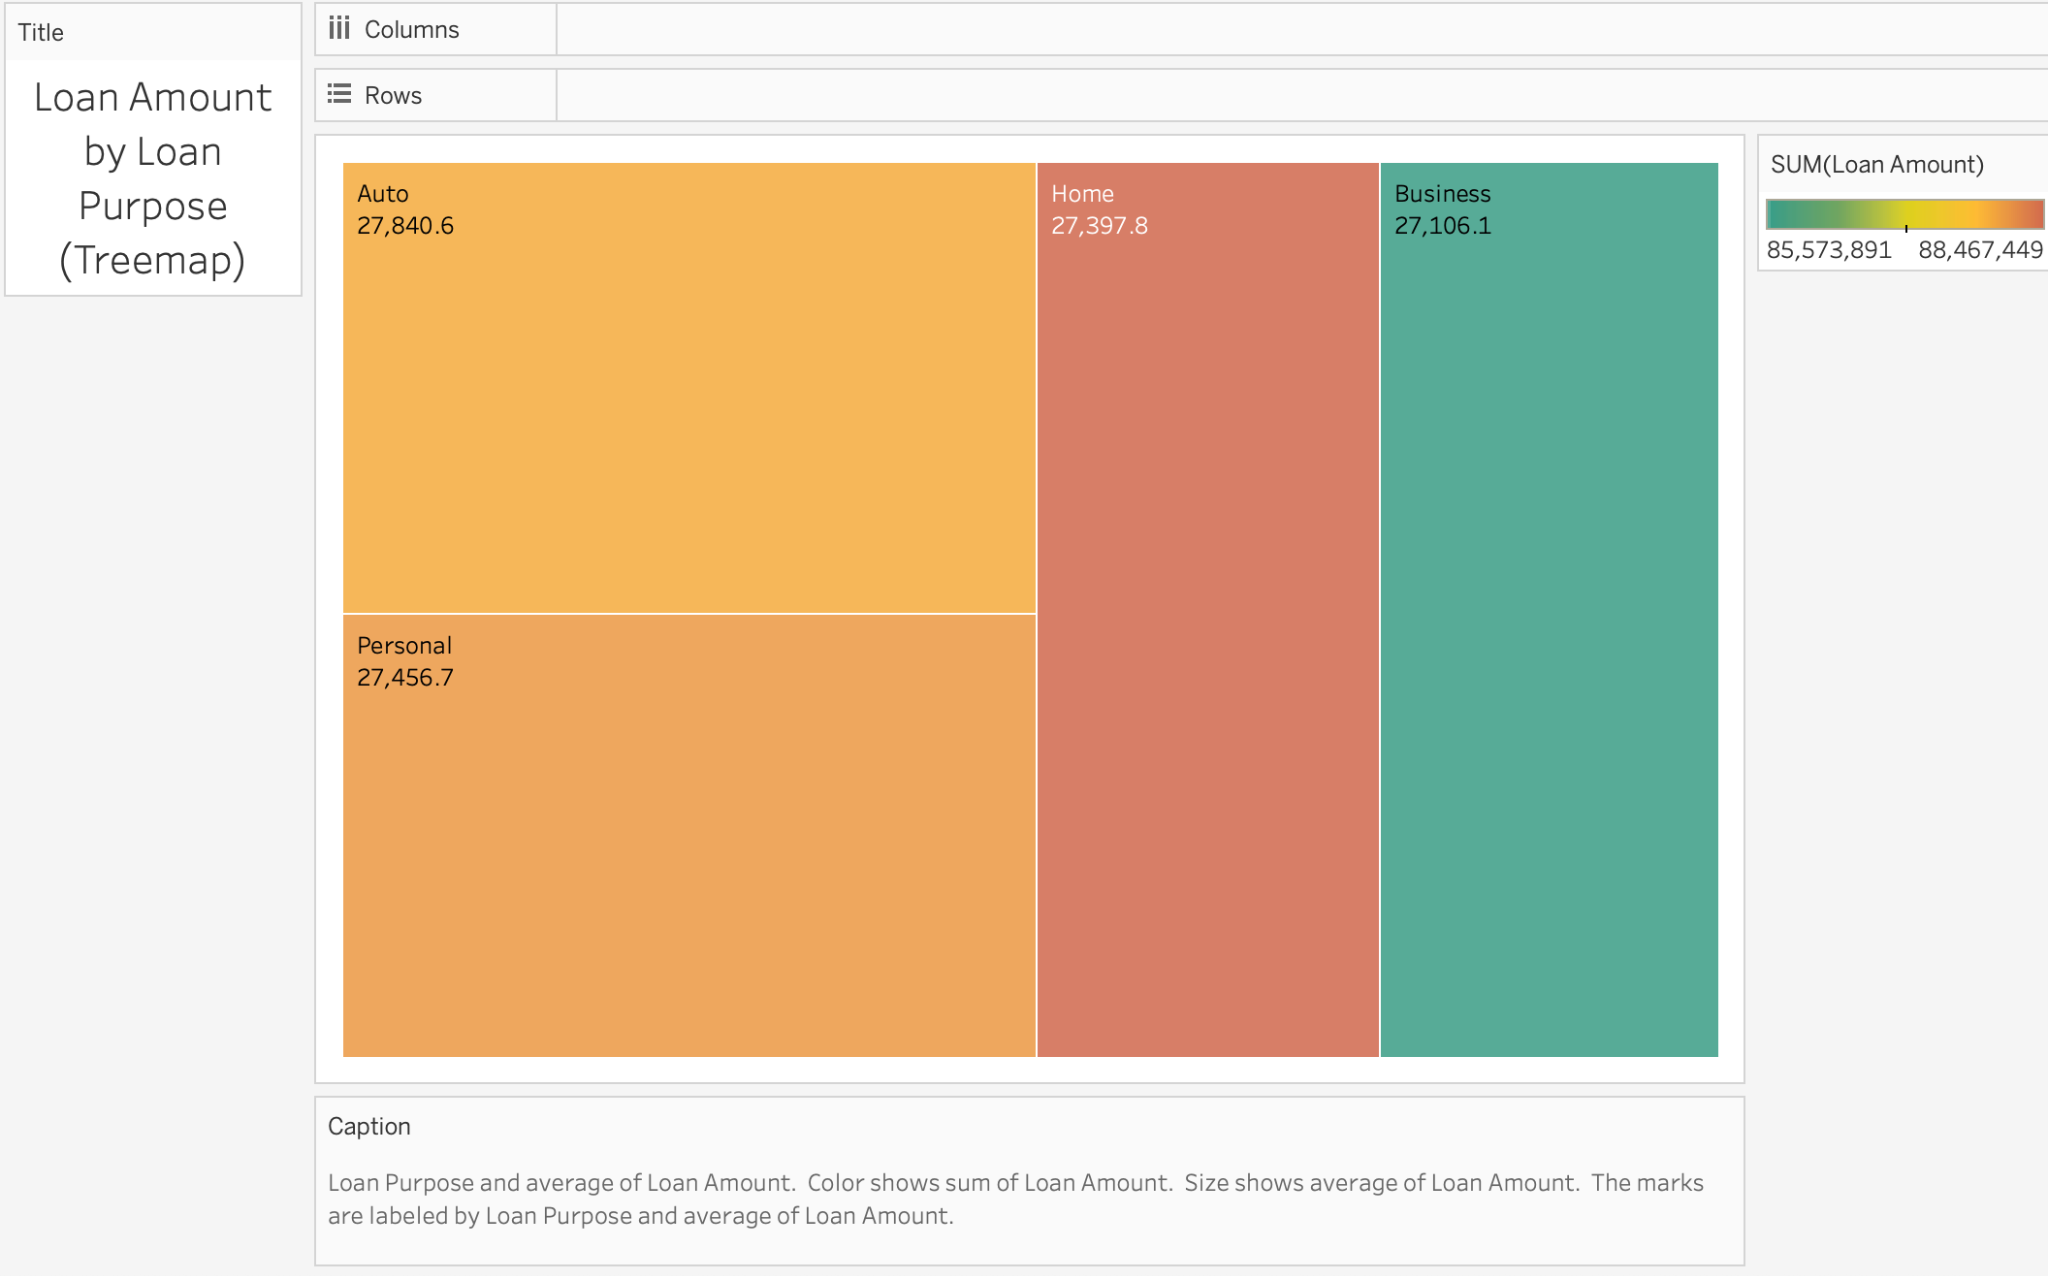 Title
Loan Amount
by Loan
Purpose
(Treemap)
Columns
Rows
Auto
27,840.6
Personal
27,456.7
Home
27,397.8
Business
27,106.1
SUM(Loan Amount)
85,573,891 88,467,449
Caption
Loan Purpose and average of Loan Amount. Color shows sum of Loan Amount. Size shows average of Loan Amount. The marks
are labeled by Loan Purpose and average of Loan Amount.